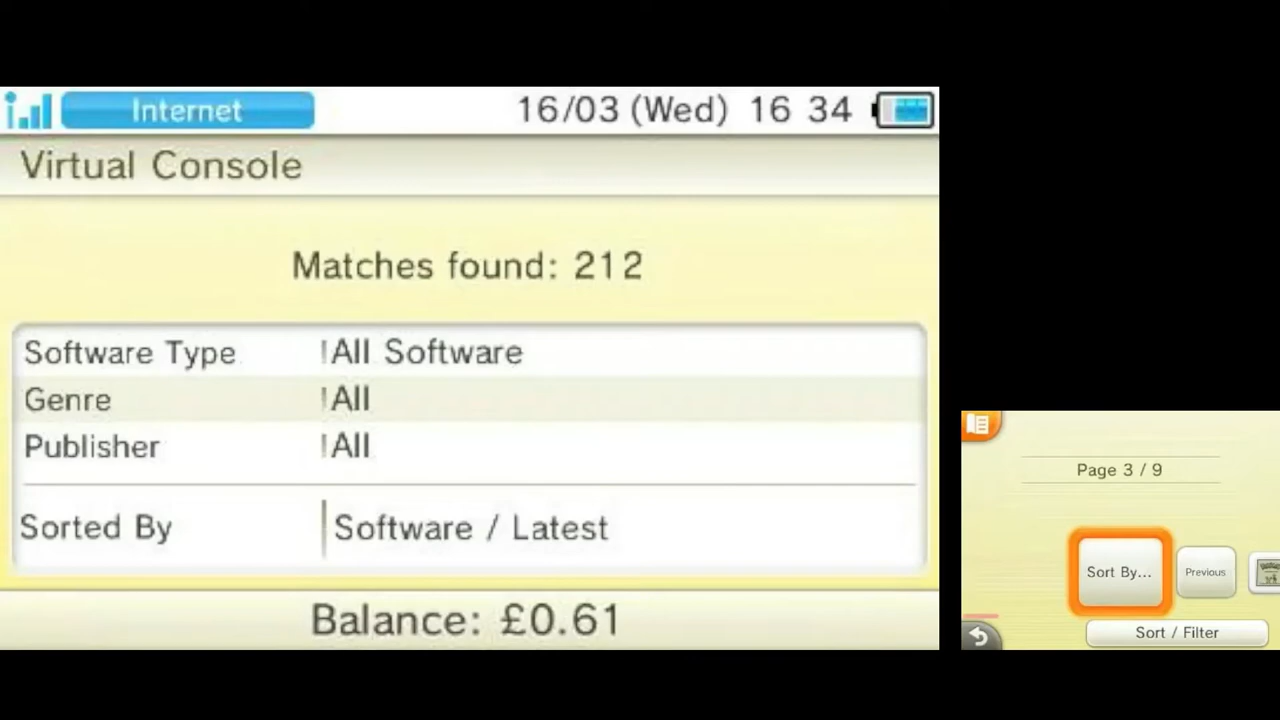 Internet 16/03 (Wed) 16 34
Virtual Console
Matches found: 212
Software Type All Software
Genre All
Publisher All
Sorted By Software / Latest
Balance: £0.61
Page 3 / 9
Sort By... Previous
Sort / Filter